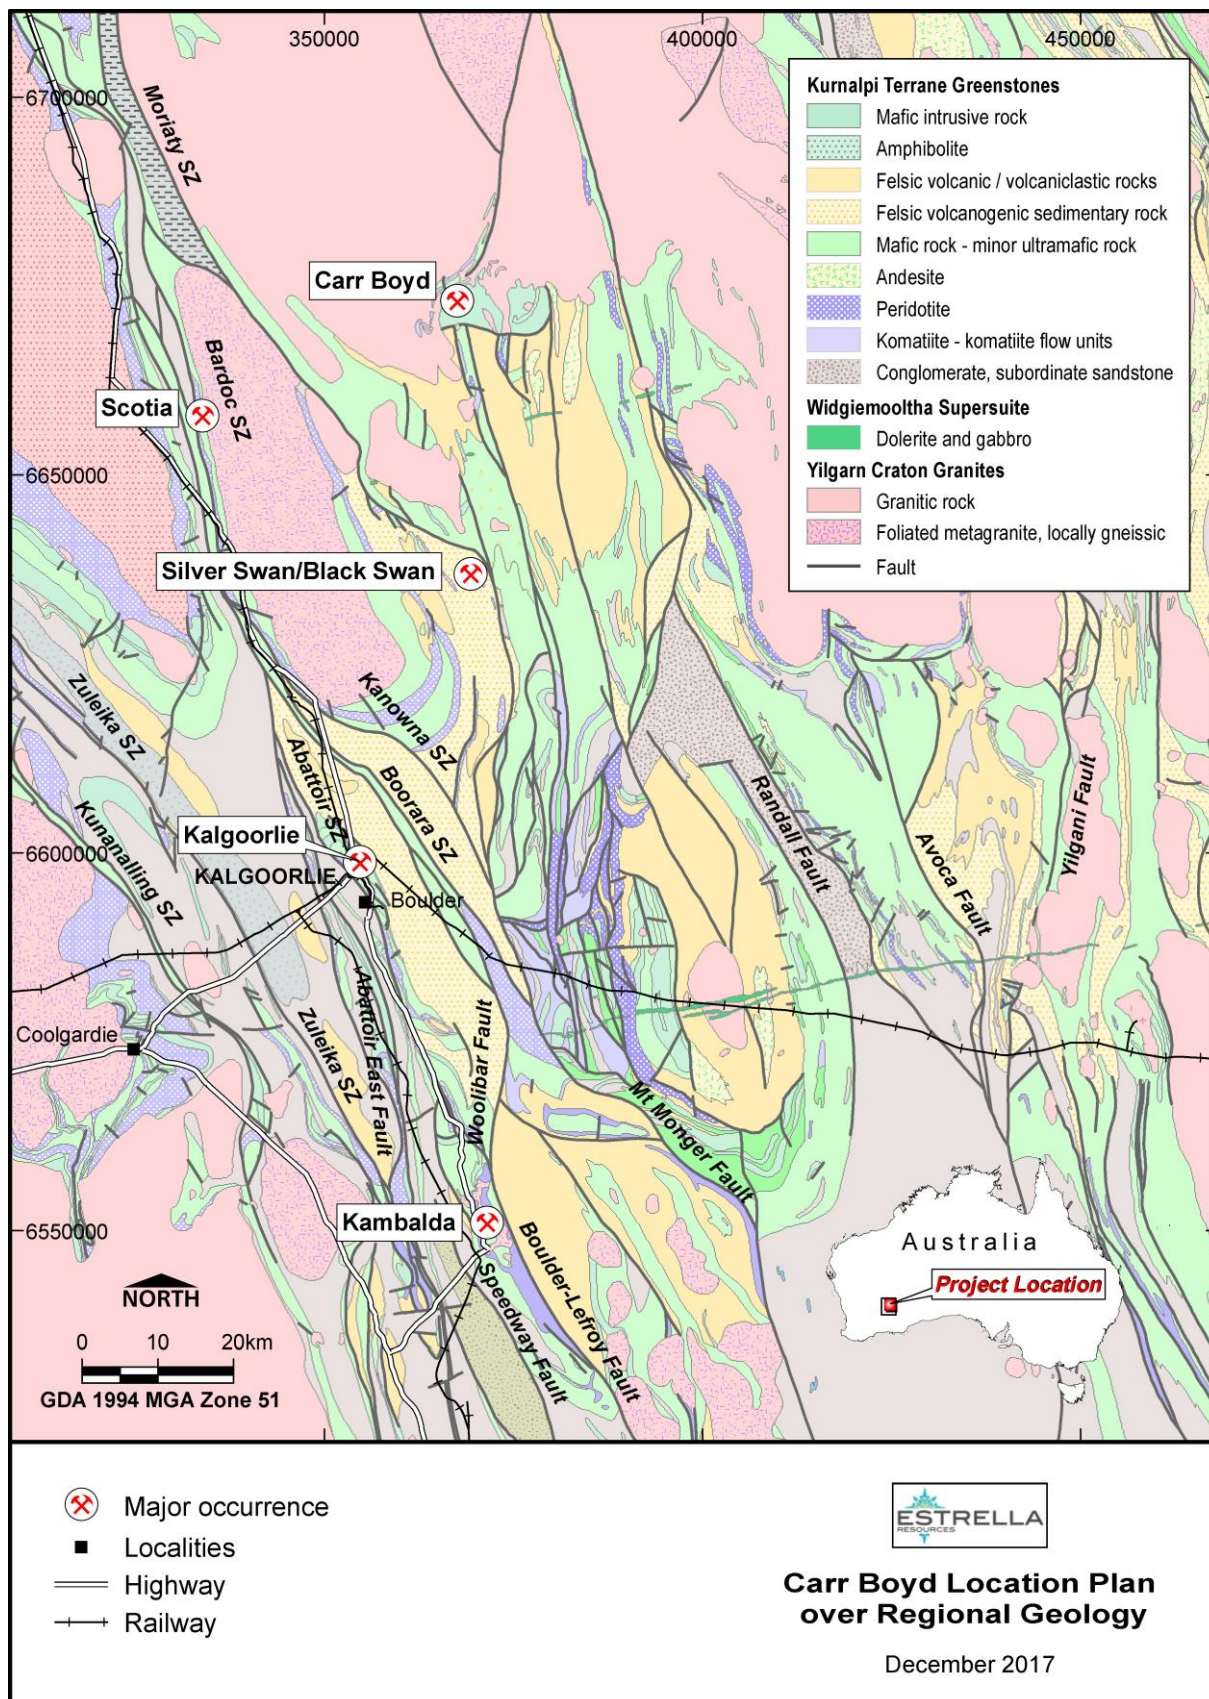 350000
400000
450000
6700000
6650000
6600000
6550000
Moriaty SZ
Kurnalpi Terrane Greenstones
Mafic intrusive rock
Amphibolite
Felsic volcanic / volcaniclastic rocks
Felsic volcanogenic sedimentary rock
Mafic rock - minor ultramafic rock
Andesite
Peridotite
Komatiite - komatiite flow units
Conglomerate, subordinate sandstone
Widgiemooltha Supersuite
Dolerite and gabbro
Yilgarn Craton Granites
Granitic rock
Foliated metagranite, locally gneissic
Fault
Carr Boyd
Bardoc SZ
Scotia
Silver Swan/Black Swan
Zuleika SZ
Kanowna SZ
Abattoir SZ
Boorara SZ
Kunanalling SZ
Kalgoorlie
KALGOORLIE
Boulder
Randall Fault
Avoca Fault
Yilgani Fault
Coolgardie
Zuleika SZ
Abattoir East Fault
Woolibar Fault
Mt Monger Fault
Kambalda
Speedway Fault
Boulder-Lefroy Fault
Australia
Project Location
NORTH
0 10 20km
GDA 1994 MGA Zone 51
Major occurrence
Localities
Highway
Railway
ESTRELLA
RESOURCES
Carr Boyd Location Plan
over Regional Geology
December 2017